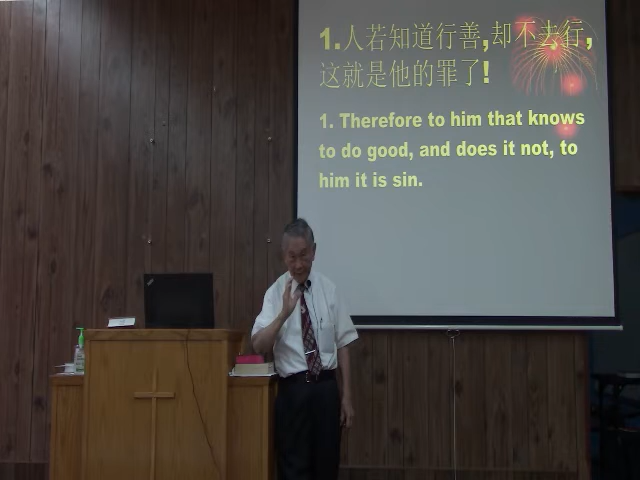 1.人若知道行善,却不去行,
这就是他的罪了!
1. Therefore to him that knows
to do good, and does it not, to
him it is sin.